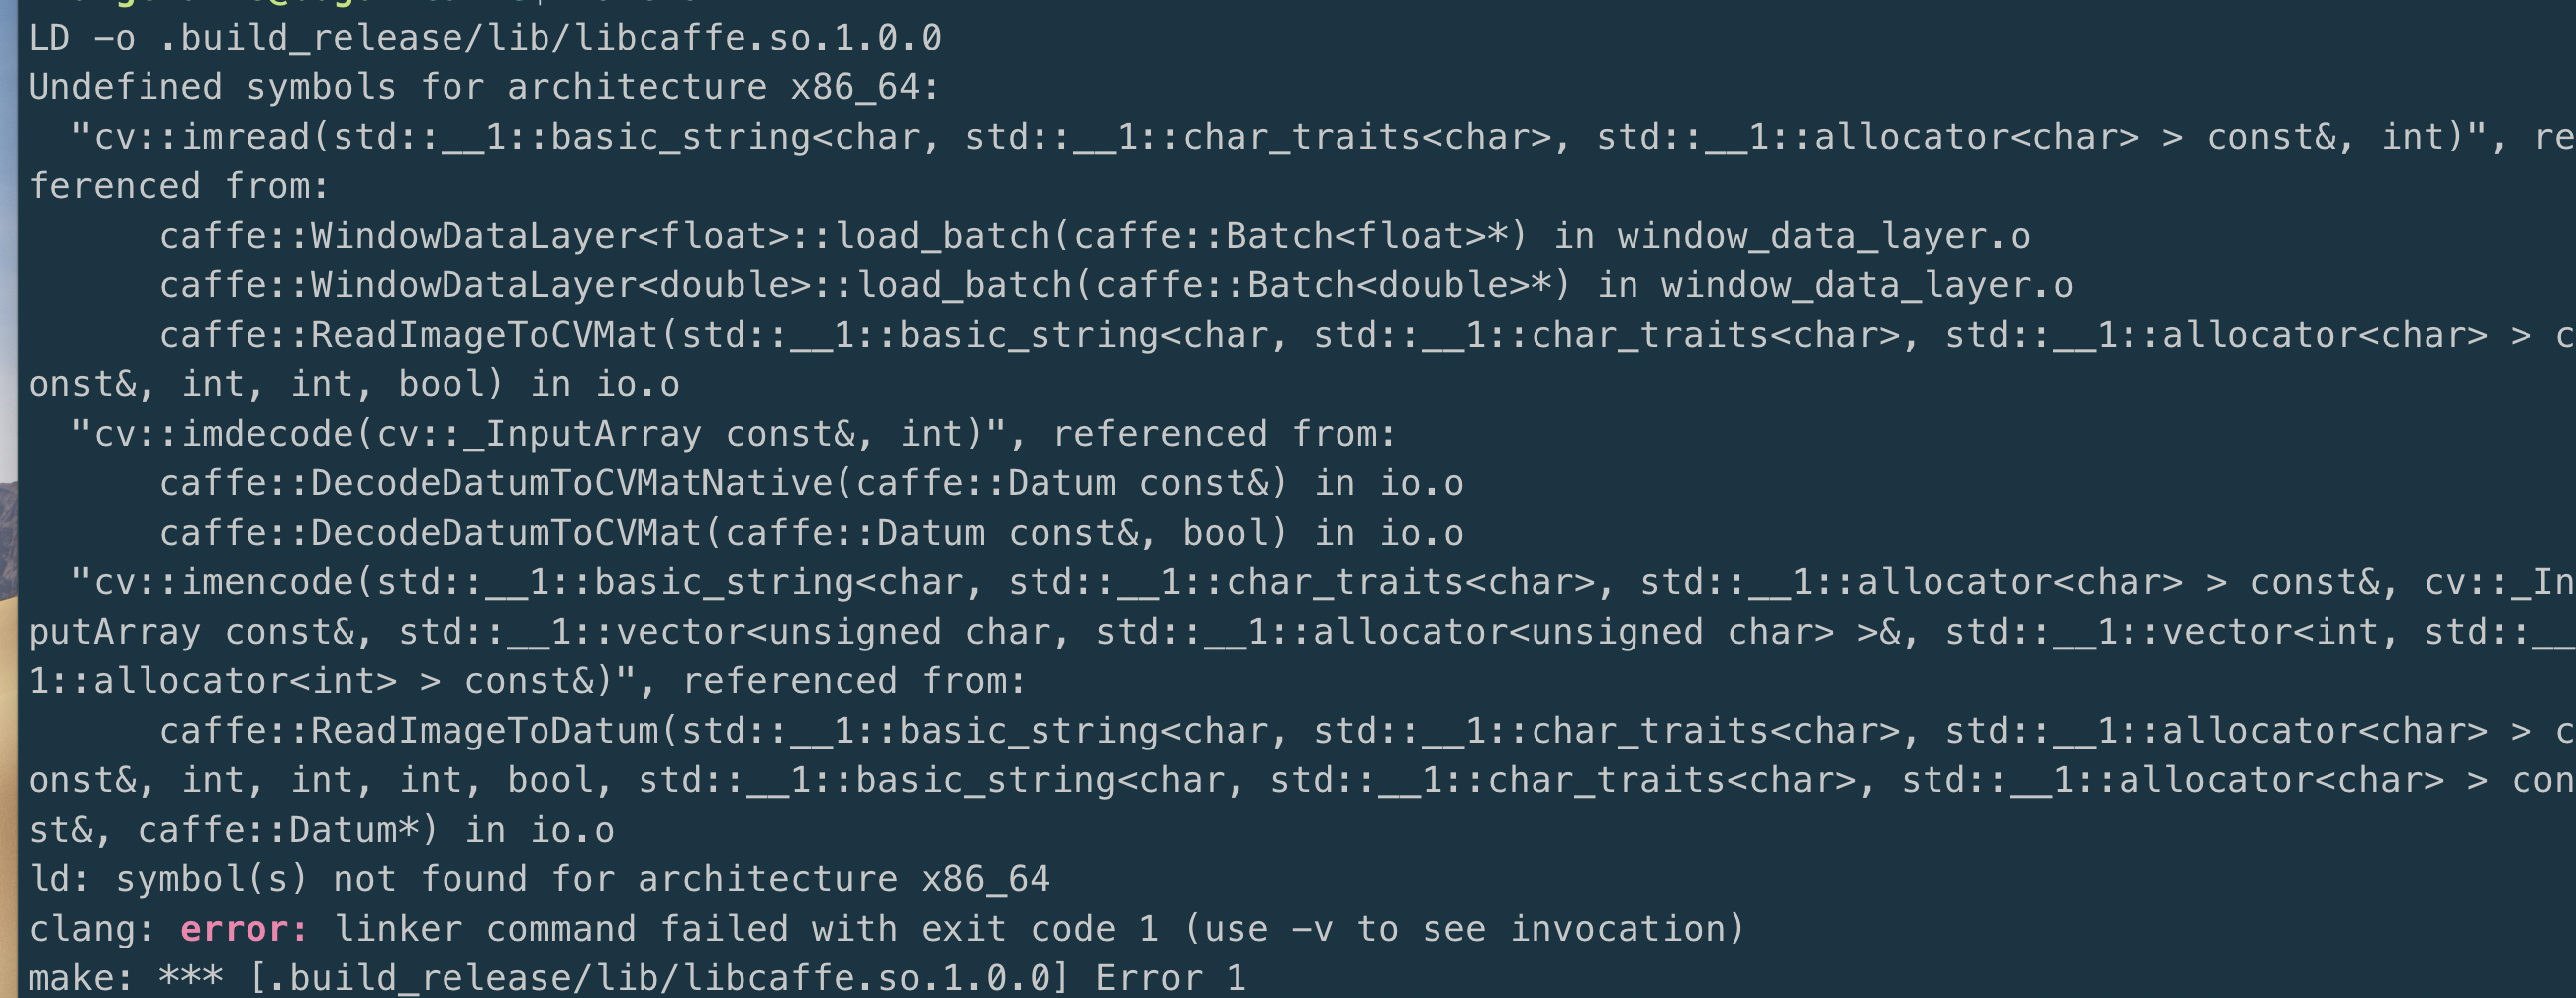 LD -o .build_release/lib/libcaffe.so.1.0.0
Undefined symbols for architecture x86_64:
  "cv::imread(std::__1::basic_string<char, std::__1::char_traits<char>, std::__1::allocator<char> > const&, int)", re
ferenced from:
      caffe::WindowDataLayer<float>::load_batch(caffe::Batch<float>*) in window_data_layer.o
      caffe::WindowDataLayer<double>::load_batch(caffe::Batch<double>*) in window_data_layer.o
      caffe::ReadImageToCVMat(std::__1::basic_string<char, std::__1::char_traits<char>, std::__1::allocator<char> > c
onst&, int, int, bool) in io.o
  "cv::imdecode(cv::_InputArray const&, int)", referenced from:
      caffe::DecodeDatumToCVMatNative(caffe::Datum const&) in io.o
      caffe::DecodeDatumToCVMat(caffe::Datum const&, bool) in io.o
  "cv::imencode(std::__1::basic_string<char, std::__1::char_traits<char>, std::__1::allocator<char> > const&, cv::_In
putArray const&, std::__1::vector<unsigned char, std::__1::allocator<unsigned char> >&, std::__1::vector<int, std::__
1::allocator<int> > const&)", referenced from:
      caffe::ReadImageToDatum(std::__1::basic_string<char, std::__1::char_traits<char>, std::__1::allocator<char> > c
onst&, int, int, int, bool, std::__1::basic_string<char, std::__1::char_traits<char>, std::__1::allocator<char> > con
st&, caffe::Datum*) in io.o
ld: symbol(s) not found for architecture x86_64
clang: error: linker command failed with exit code 1 (use -v to see invocation)
make: *** [.build_release/lib/libcaffe.so.1.0.0] Error 1